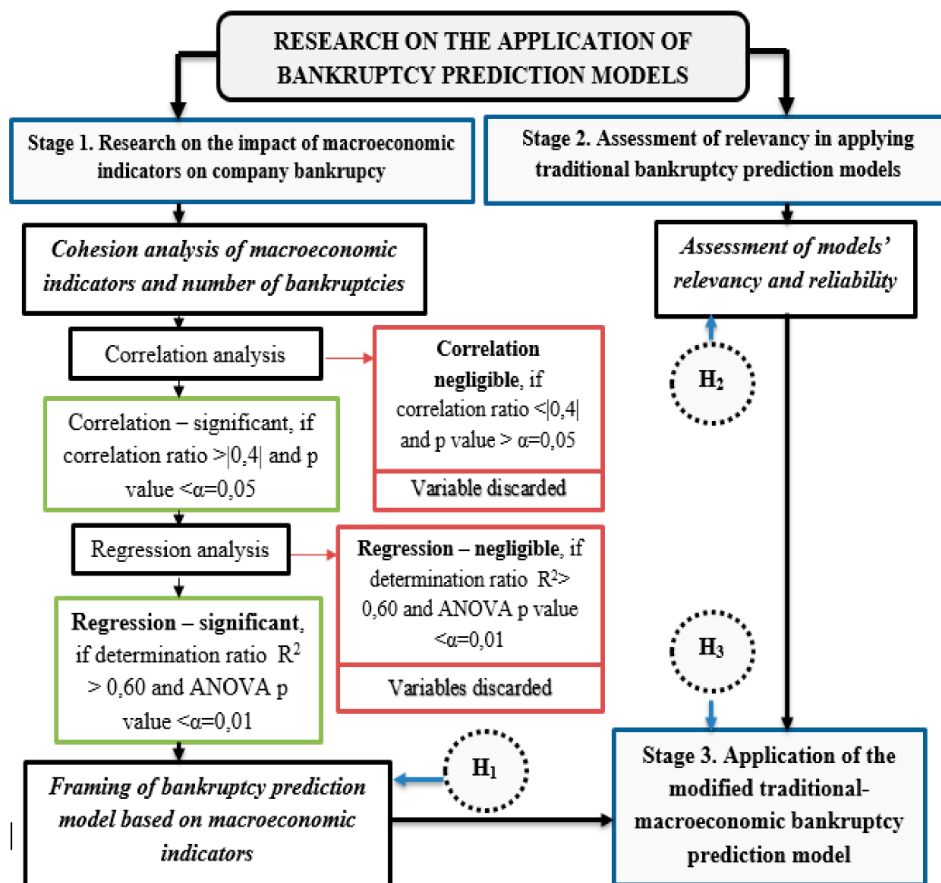 RESEARCH ON THE APPLICATION OF
BANKRUPTCY PREDICTION MODELS
Stage 1. Research on the impact of macroeconomic
indicators on company bankrupcy
Stage 2. Assessment of relevancy in applying
traditional bankruptcy prediction models
Cohesion analysis of macroeconomic
indicators and number of bankruptcies
Assessment of models’
relevancy and reliability
Correlation analysis
Correlation
negligible, if
correlation ratio <|0,4|
and p value > α=0,05
Variable discarded
H2
Correlation – significant, if
correlation ratio >|0,4| and p
value <α=0,05
Regression analysis
Regression – negligible, if
determination ratio R²>
0,60 and ANOVA p value
<α=0,01
Variables discarded
Regression – significant,
if determination ratio R²
> 0,60 and ANOVA p
value <α=0,01
H3
H1
Framing of bankruptcy prediction
model based on macroeconomic
indicators
Stage 3. Application of the
modified traditional-
macroeconomic bankruptcy
prediction model